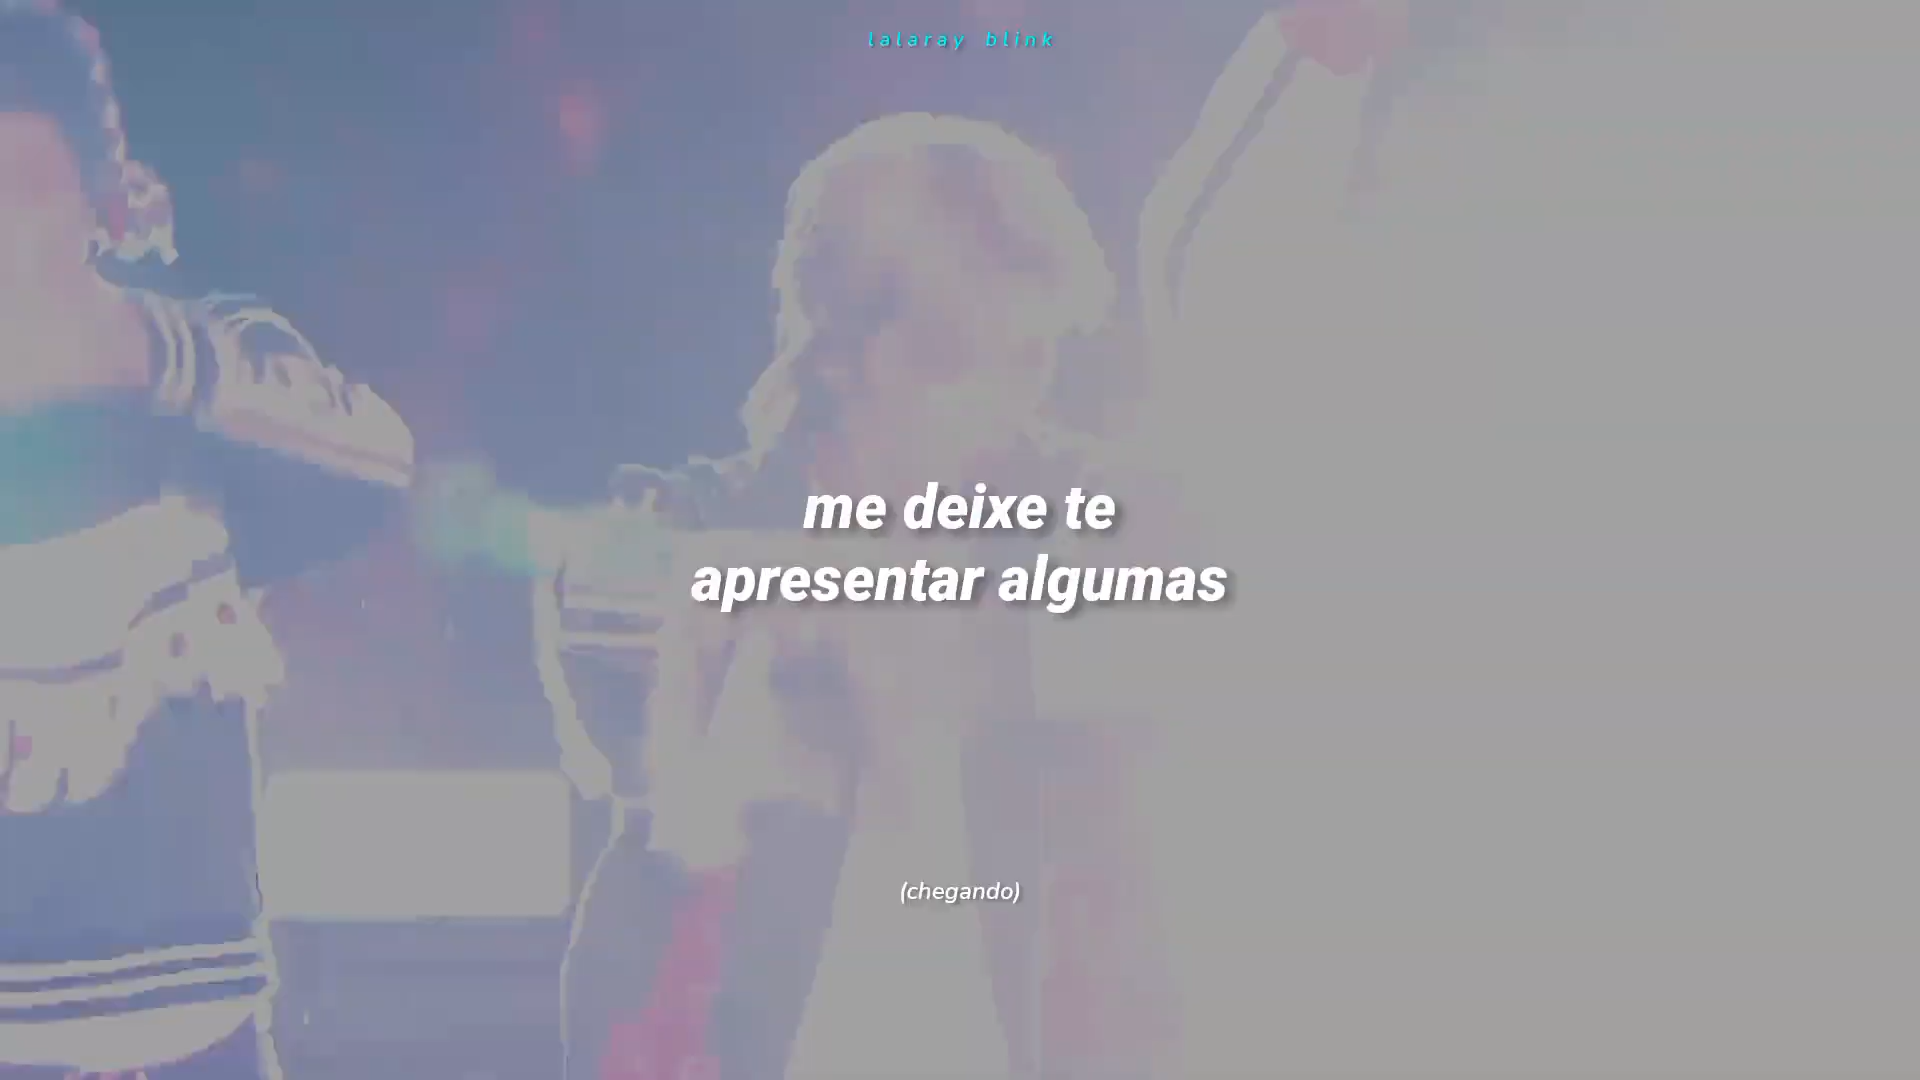 lalaray blink
me deixe te
apresentar algumas
(chegando)